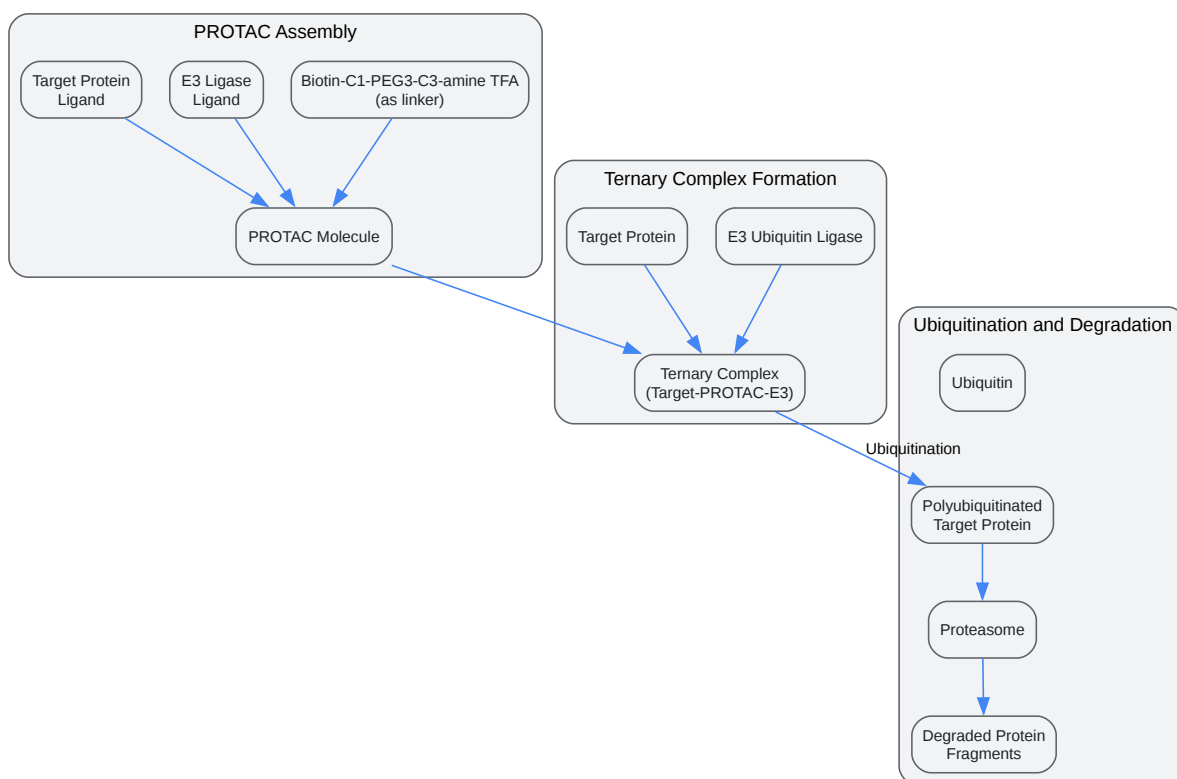 PROTAC Assembly
Target Protein
Ligand
E3 Ligase
Ligand
Biotin-C1-PEG3-C3-amine TFA
(as linker)
PROTAC Molecule
Ternary Complex Formation
Target Protein
E3 Ubiquitin Ligase
Ternary Complex
(Target-PROTAC-E3)
Ubiquitination
Ubiquitination and Degradation
Ubiquitin
Polyubiquitinated
Target Protein
Proteasome
Degraded Protein
Fragments